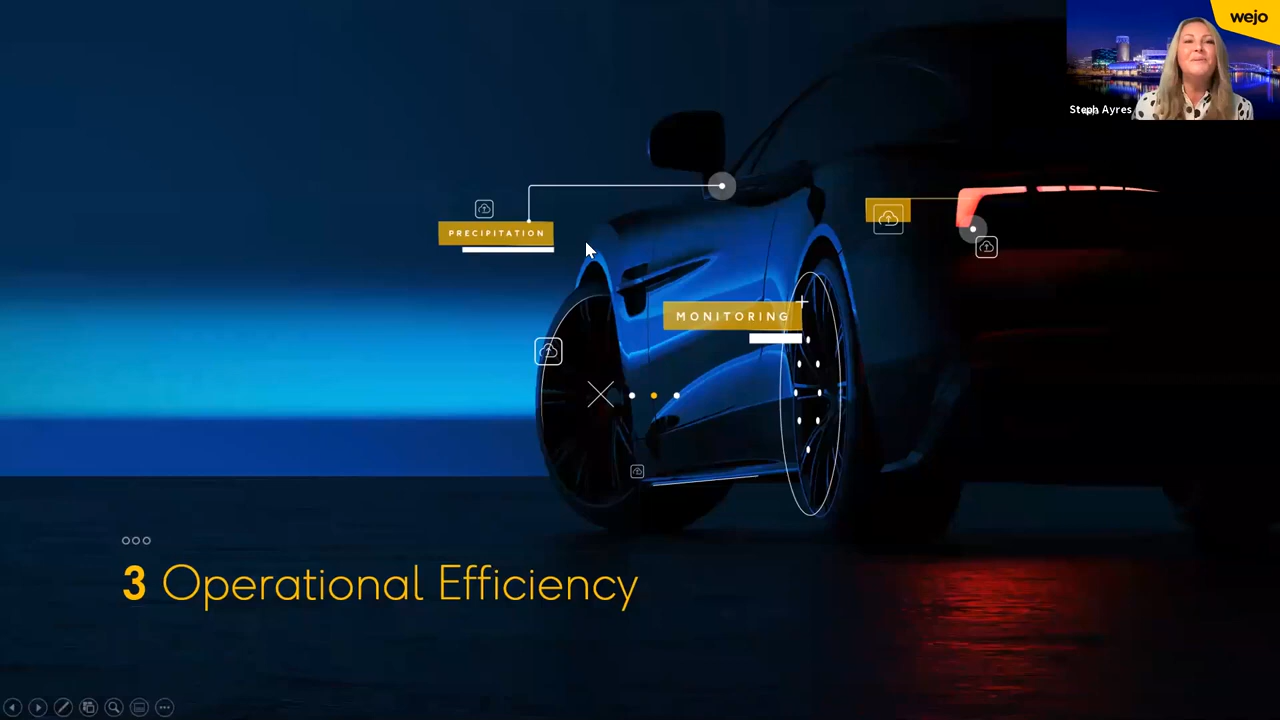 wejo
Steph Ayres
PRECIPITATION
MONITORING
3 Operational Efficiency